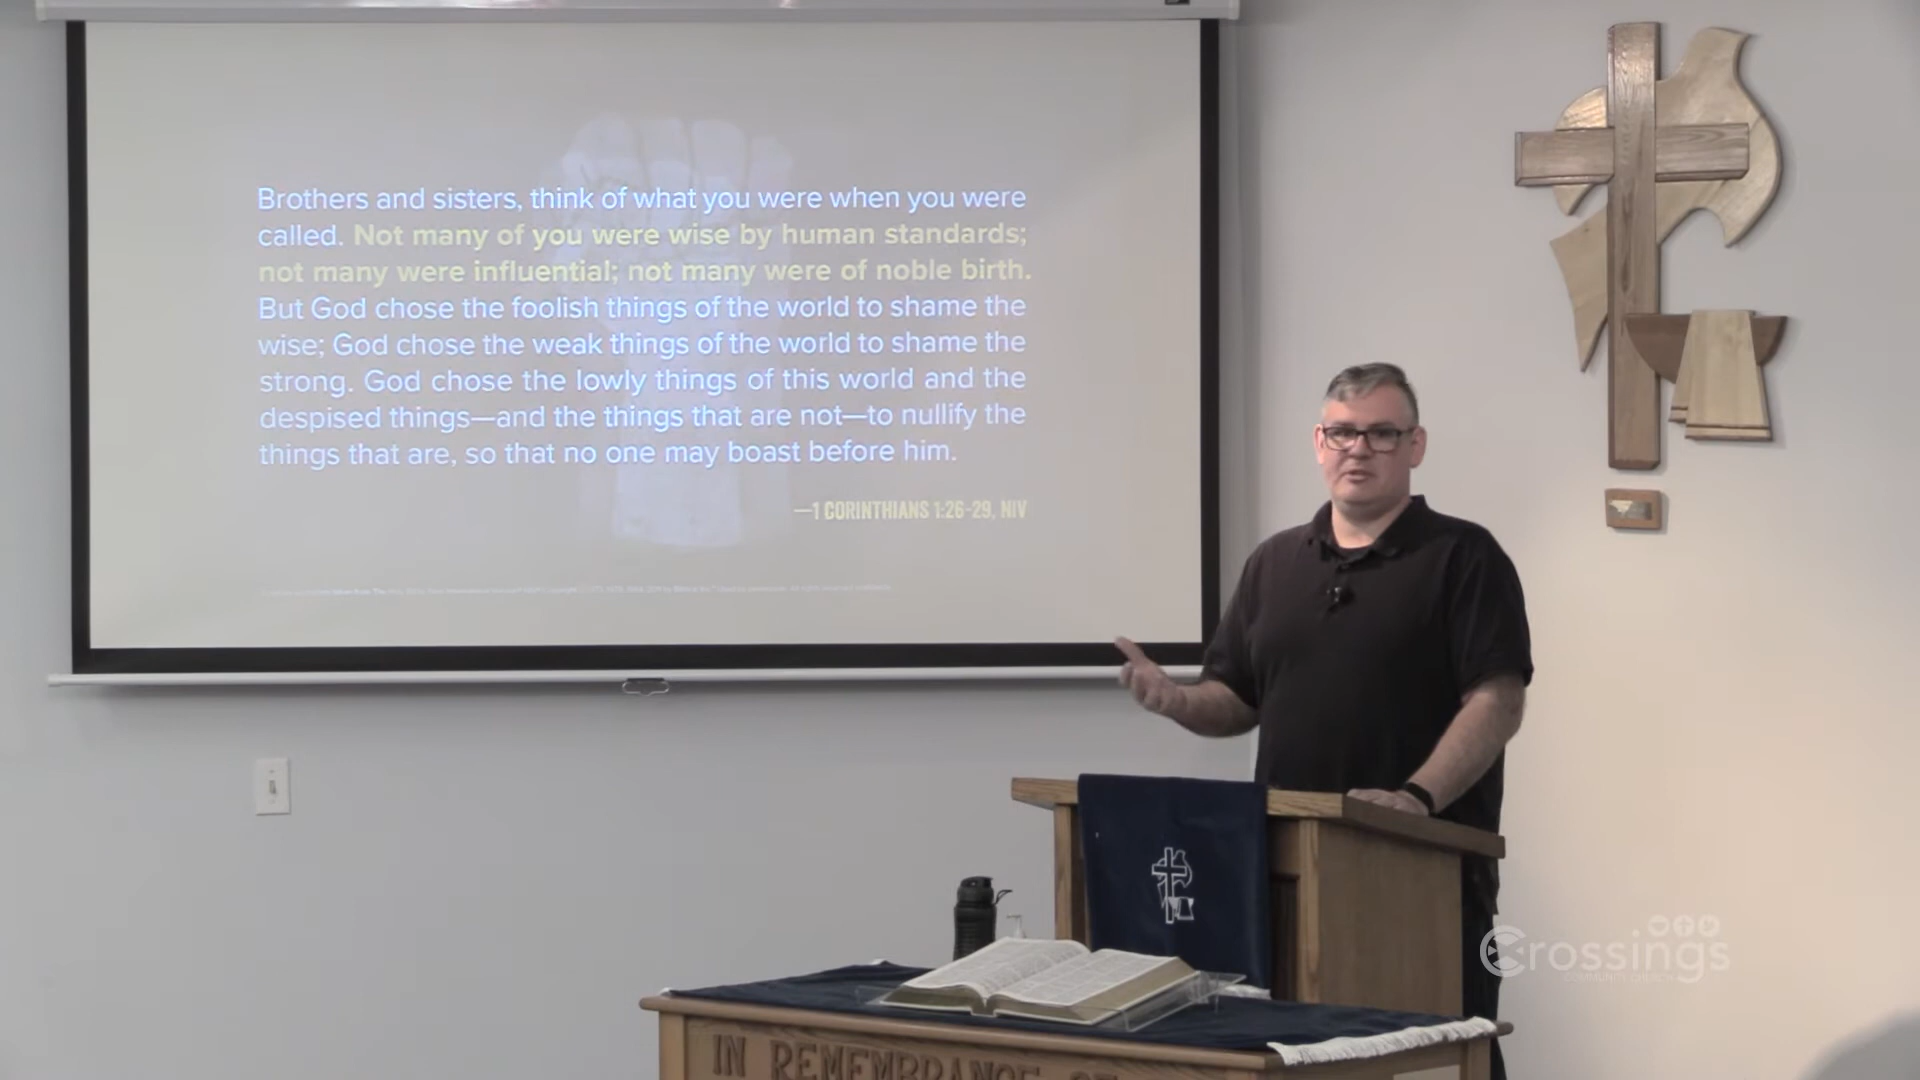 Brothers and sisters, think of what you were when you were
called. Not many of you were wise by human standards;
not many were influential; not many were of noble birth.
But God chose the foolish things of the world to shame the
wise; God chose the weak things of the world to shame the
strong. God chose the lowly things of this world and the
despised things—and the things that are not—to nullify the
things that are, so that no one may boast before him.
—1 CORINTHIANS 1:26-29, NIV
Crossings
COMMUNITY CHURCH
IN REMEMBRANCE OF